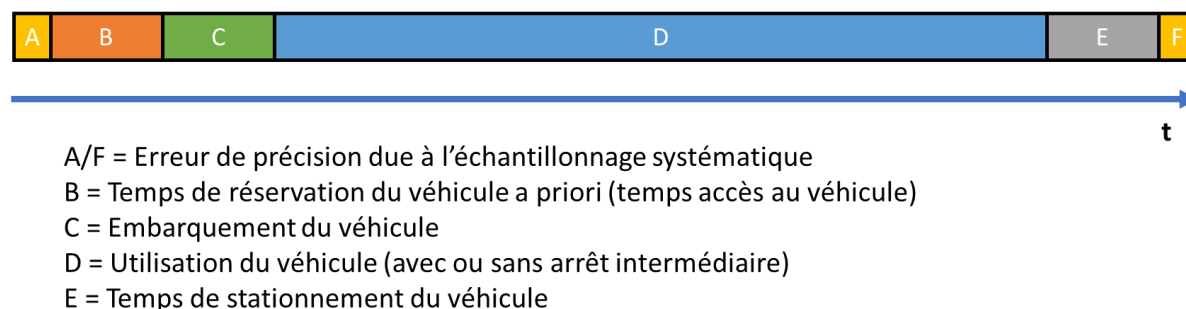 A B C D E F
t
A/F = Erreur de précision due à l’échantillonnage systématique
B = Temps de réservation du véhicule a priori (temps accès au véhicule)
C = Embarquement du véhicule
D = Utilisation du véhicule (avec ou sans arrêt intermédiaire)
E = Temps de stationnement du véhicule